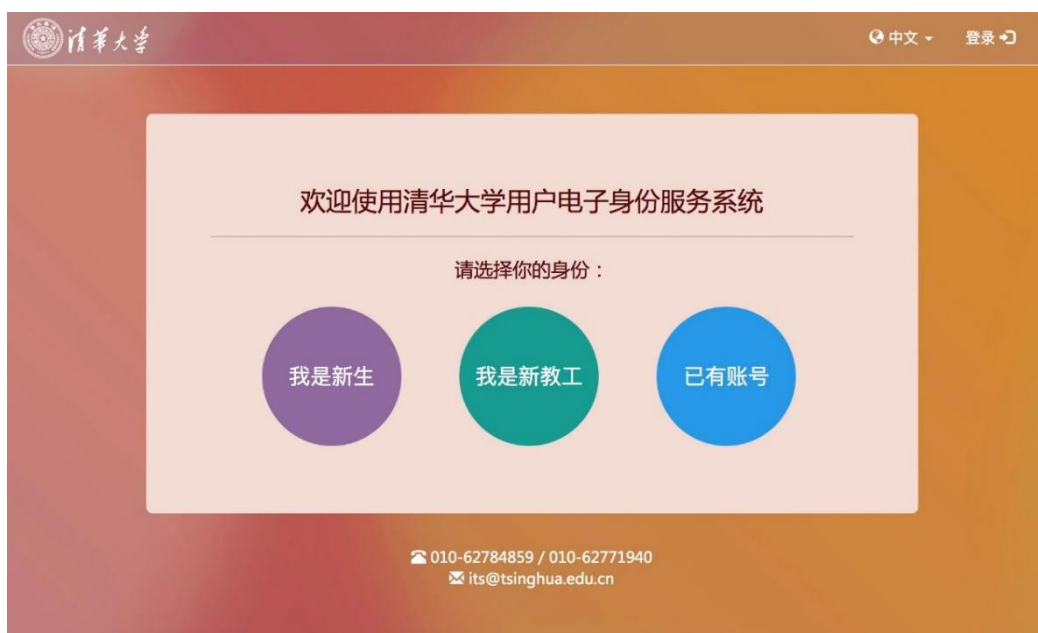 清华大学
中文 登录
欢迎使用清华大学用户电子身份服务系统
请选择你的身份：
我是新生 我是新教工 已有账号
010-62784859 / 010-62771940
its@tsinghua.edu.cn